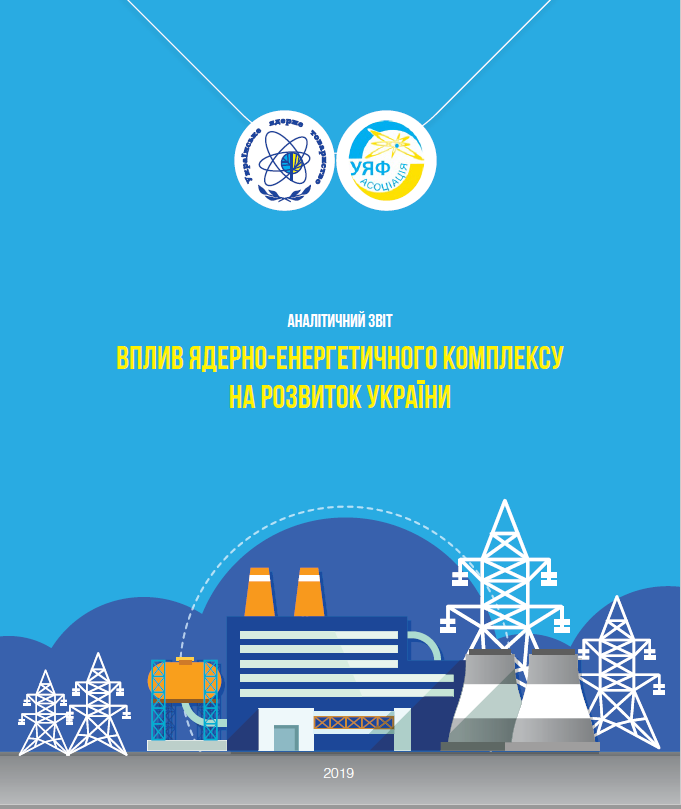 Українське ядерне товариство
УЯФ
АСОЦІАЦІЯ
АНАЛІТИЧНИЙ ЗВІТ
ВПЛИВ ЯДЕРНО-ЕНЕРГЕТИЧНОГО КОМПЛЕКСУ
НА РОЗВИТОК УКРАЇНИ
2019